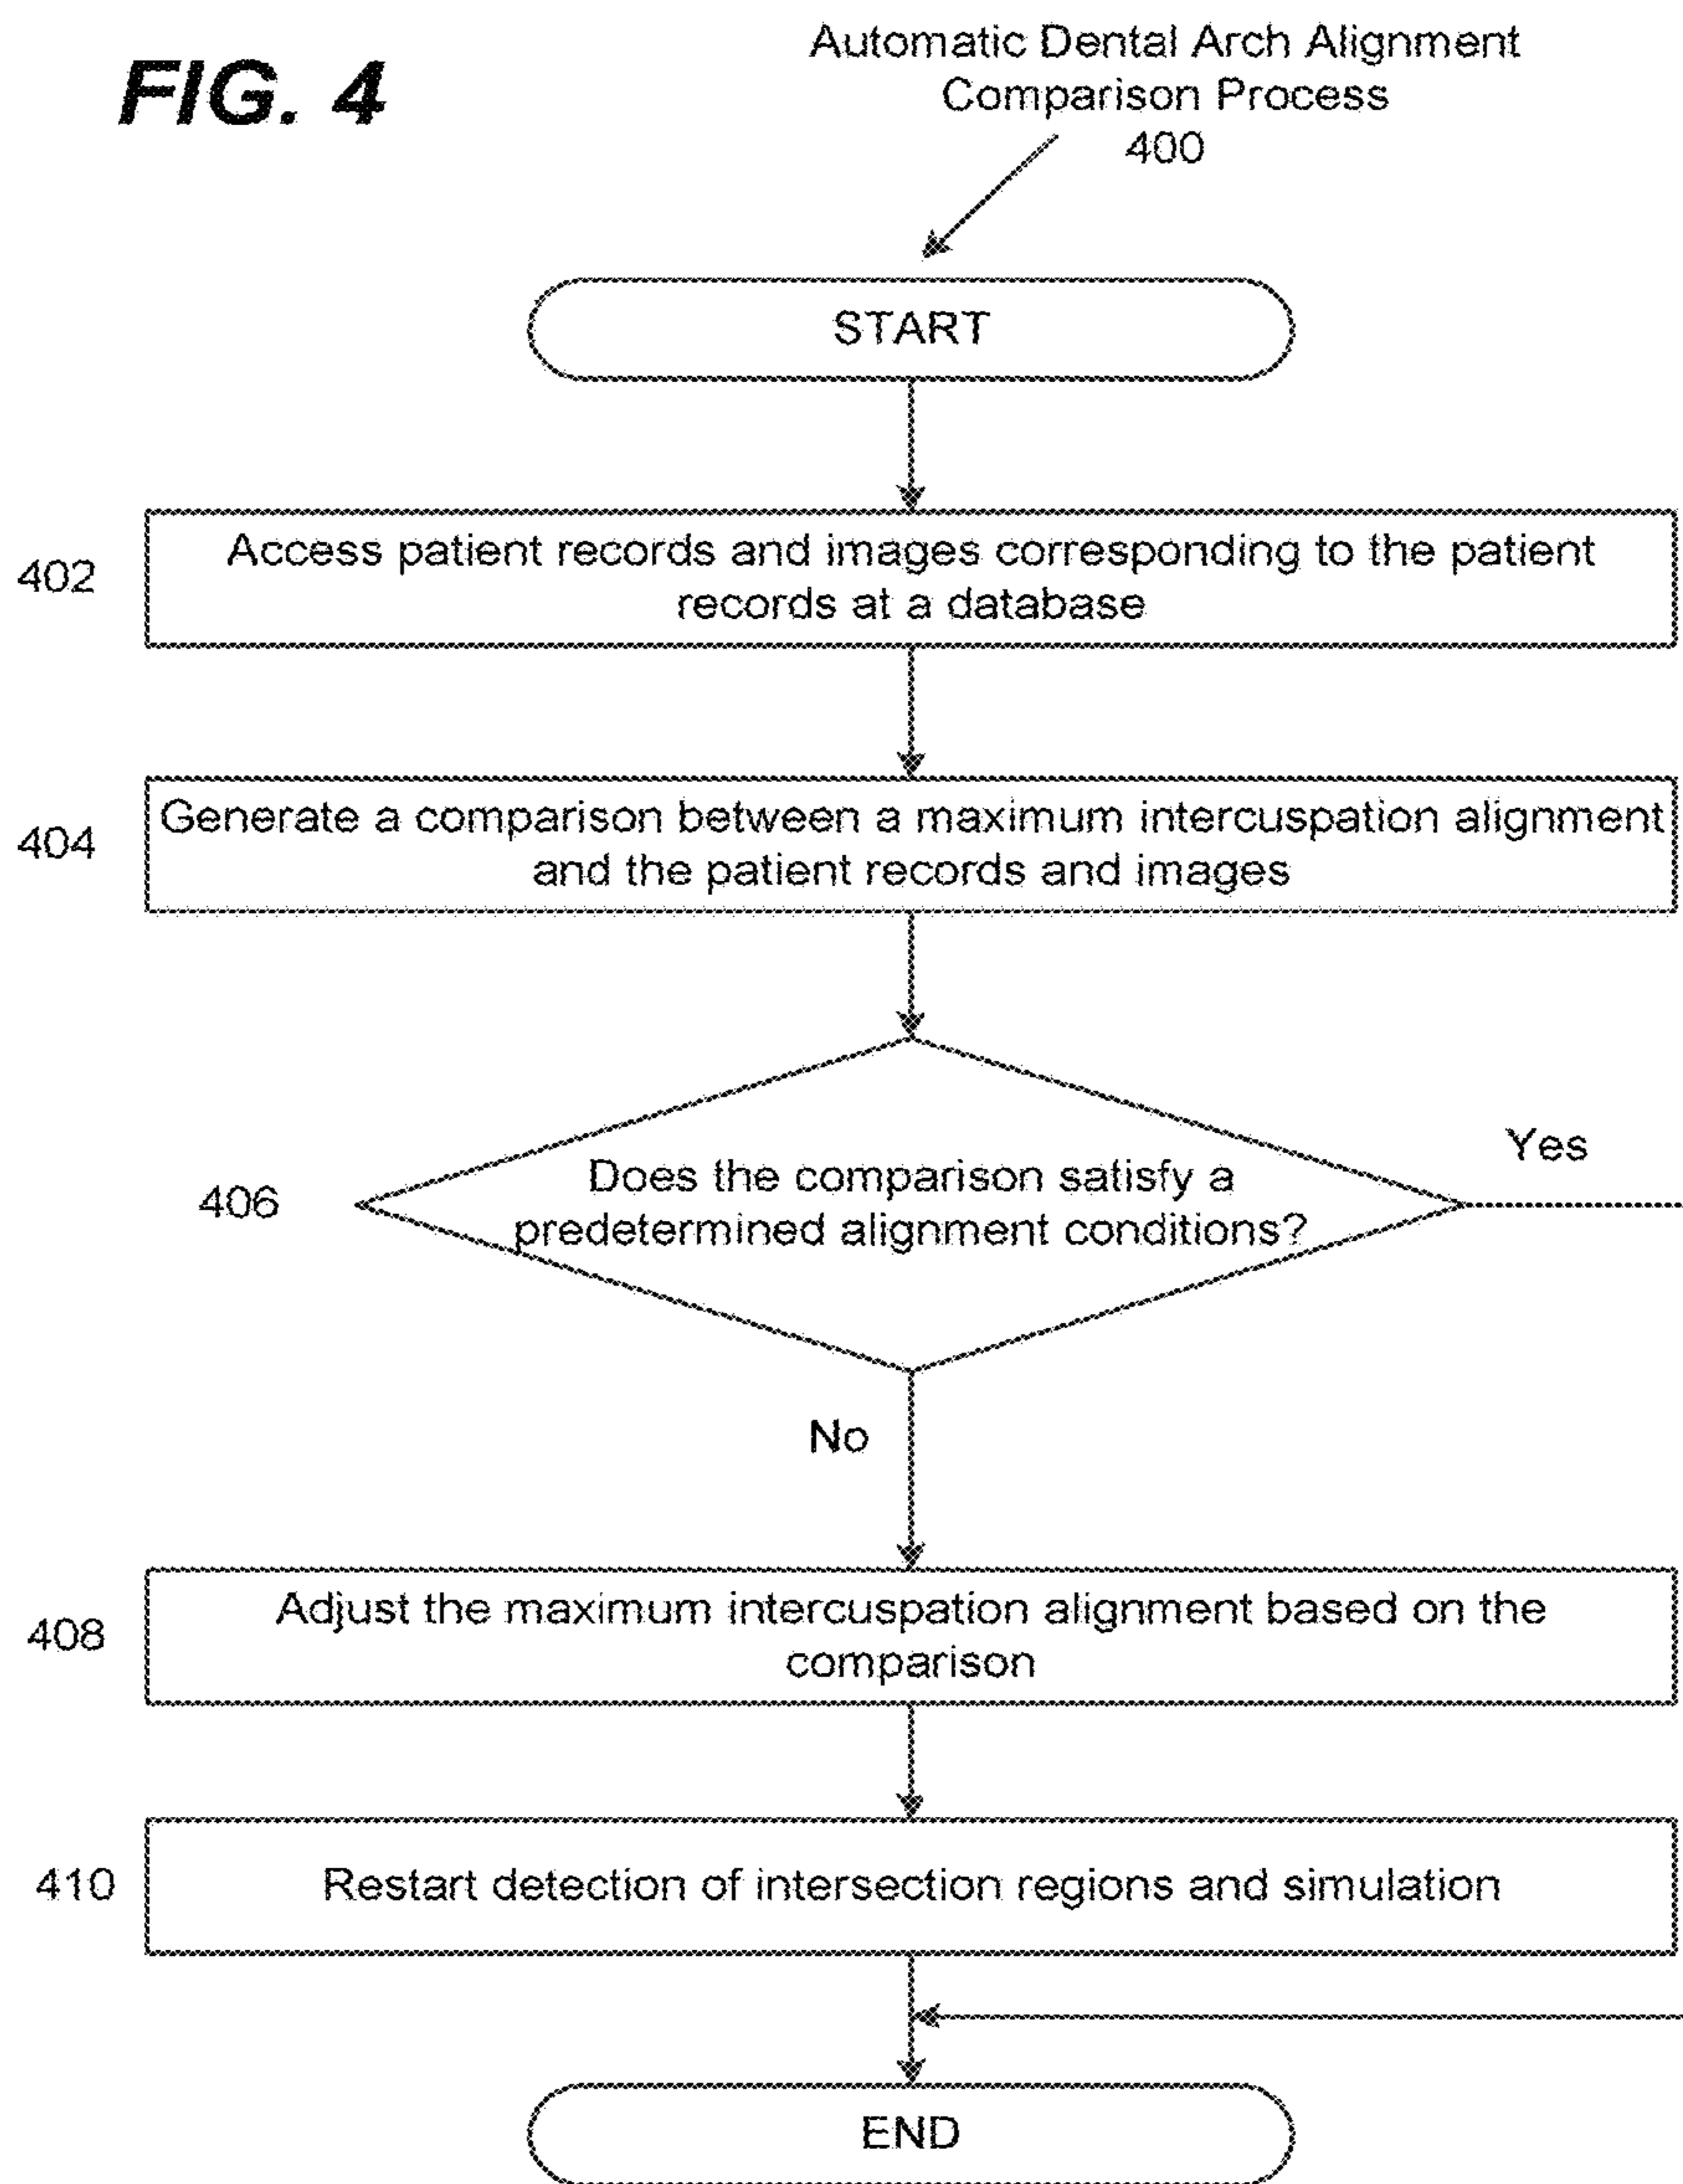 FIG. 4
Automatic Dental Arch Alignment
Comparison Process
400
START
402
Access patient records and images corresponding to the patient
records at a database
404
Generate a comparison between a maximum intercuspation alignment
and the patient records and images
406
Does the comparison satisfy a
predetermined alignment conditions?
Yes
No
408
Adjust the maximum intercuspation alignment based on the
comparison
410
Restart detection of intersection regions and simulation
END